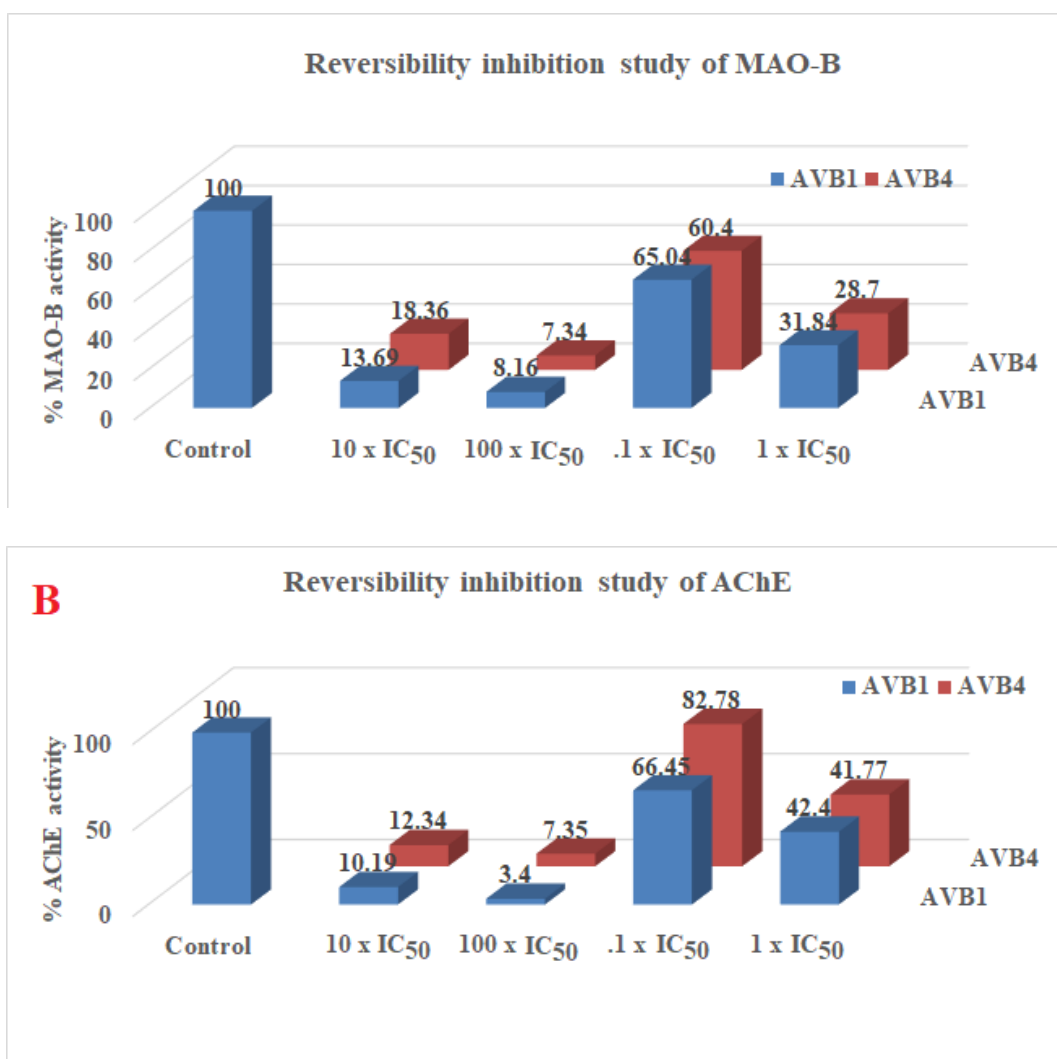 Reversibility inhibition study of MAO-B
AVB1 AVB4
% MAO-B activity
100
80
60
40
20
0
100
13.69
18.36
8.16
7.34
65.04
60.4
31.84
28.7
AVB4
AVB1
Control 10 x IC50 100 x IC50 .1 x IC50 1 x IC50
B
Reversibility inhibition study of AChE
AVB1 AVB4
% AChE activity
100
50
0
100
10.19
12.34
3.4
7.35
66.45
82.78
42.4
41.77
AVB4
AVB1
Control 10 x IC50 100 x IC50 .1 x IC50 1 x IC50